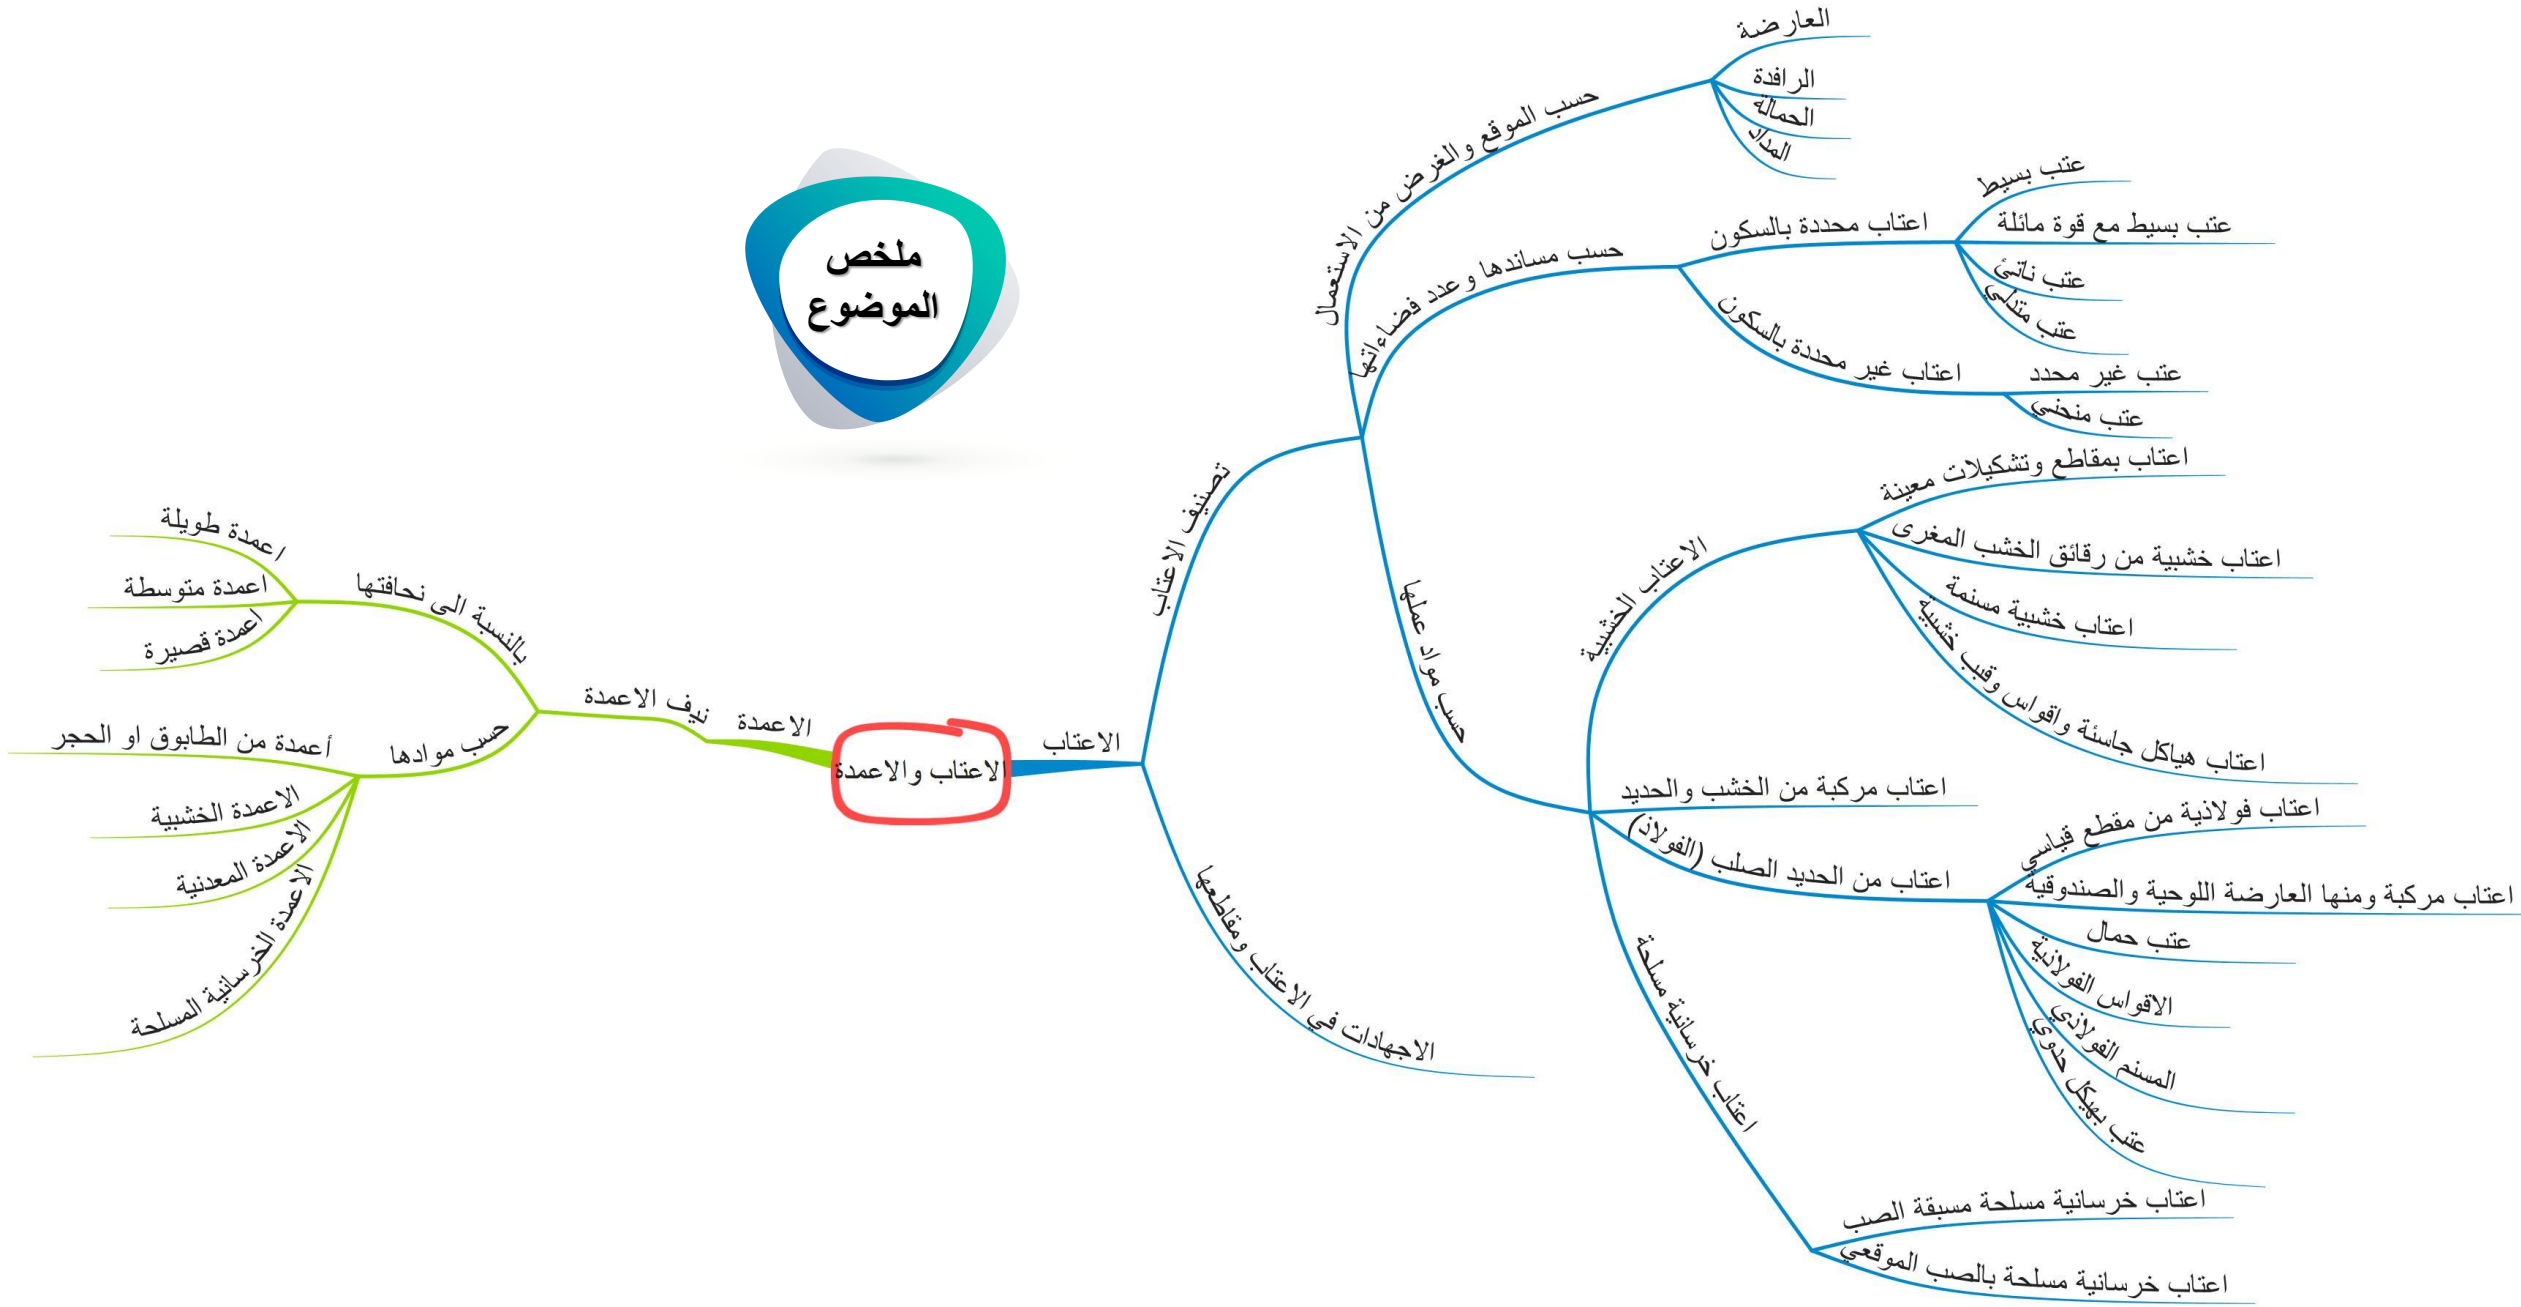 ملخص
الموضوع
الاعتاب والاعمدة
الاعتاب
تصنيف الاعتاب
حسب الموقع والغرض من الاستعمال
العارضة
الرافدة
الحمالة
المداد
حسب مساندها وعدد فضاءاتها
اعتاب محددة بالسكون
عتب بسيط
عتب بسيط مع قوة مائلة
عتب ناتئ
عتب متدلي
اعتاب غير محددة بالسكون
عتب غير محدد
عتب منحني
حسب مواد عملها
الاعتاب الخشبية
اعتاب بمقاطع وتشكيلات معينة
اعتاب خشبية من رقائق الخشب المغرى
اعتاب خشبية مسنمة
اعتاب هياكل جاسئة واقواس وقبب خشبية
اعتاب مركبة من الخشب والحديد
اعتاب من الحديد الصلب (الفولاذ)
اعتاب فولاذية من مقطع قياسي
اعتاب مركبة ومنها العارضة اللوحية والصندوقية
عتب حمال
الاقواس الفولاذية
المسنم الفولاذي
عتب بهيكل حدوي
اعتاب خرسانية مسلحة
اعتاب خرسانية مسلحة مسبقة الصب
اعتاب خرسانية مسلحة بالصب الموقعي
الاجهادات في الاعتاب ومقاطعها
الاعمدة
نيف الاعمدة
بالنسبة الى نحافتها
اعمدة طويلة
اعمدة متوسطة
اعمدة قصيرة
حسب موادها
أعمدة من الطابوق او الحجر
الاعمدة الخشبية
الاعمدة المعدنية
الاعمدة الخرسانية المسلحة